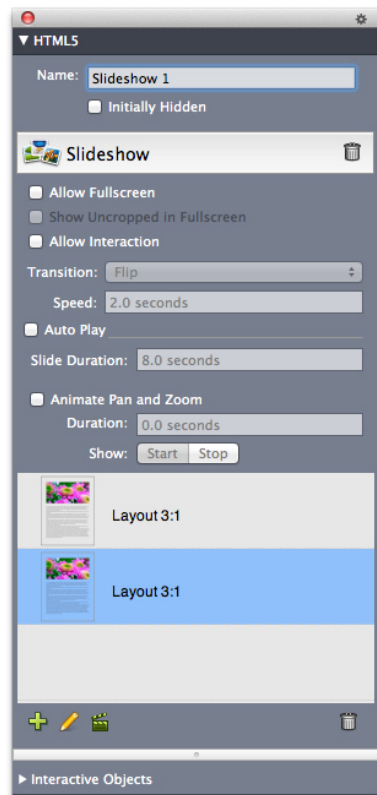 HTML5
Name: Slideshow 1
Initially Hidden
Slideshow
Allow Fullscreen
Show Uncropped in Fullscreen
Allow Interaction
Transition: Flip
Speed: 2.0 seconds
Auto Play
Slide Duration: 8.0 seconds
Animate Pan and Zoom
Duration: 0.0 seconds
Show: Start Stop
Layout 3:1
Layout 3:1
Interactive Objects